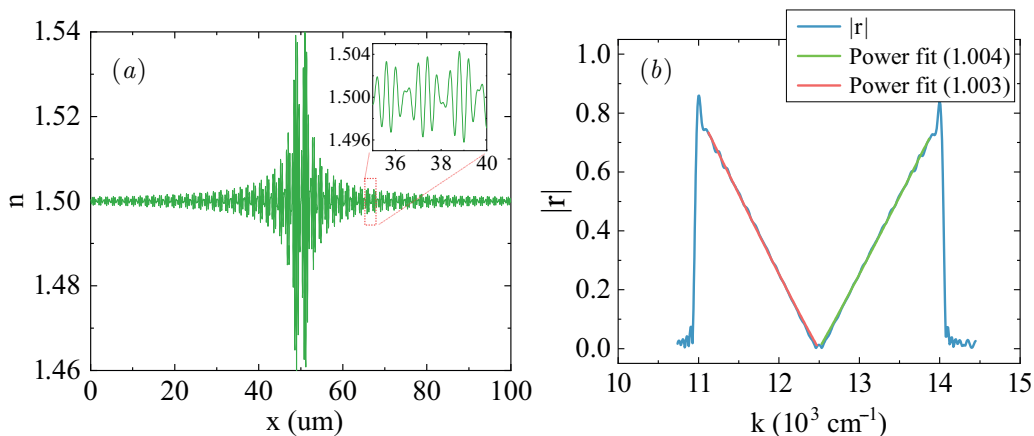 (a)
1.54
1.52
1.50
1.48
1.46
n
0 20 40 60 80 100
x (um)
1.504
1.500
1.496
36 38 40
(b)
|r|
Power fit (1.004)
Power fit (1.003)
1.0
0.8
0.6
0.4
0.2
0.0
|r|
10 11 12 13 14 15
k (10³ cm⁻¹)